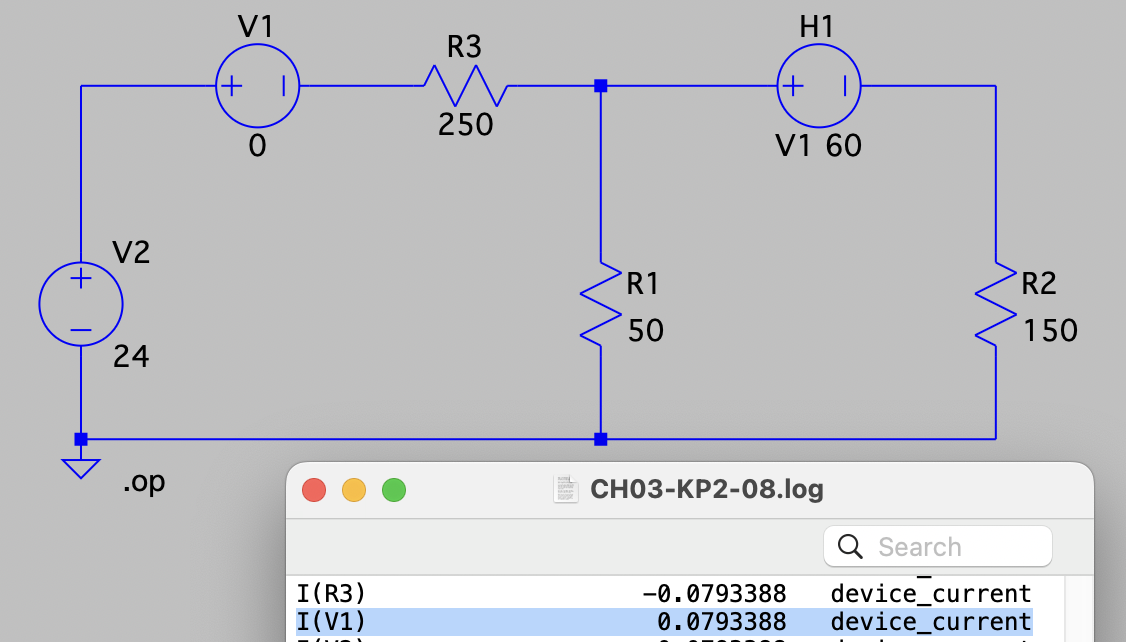 V1
H1
R3
250
0
V1 60
V2
R1
R2
50
150
24
.op
CH03-KP2-08.log
Search
I(R3) -0.0793388 device_current
I(V1) 0.0793388 device_current